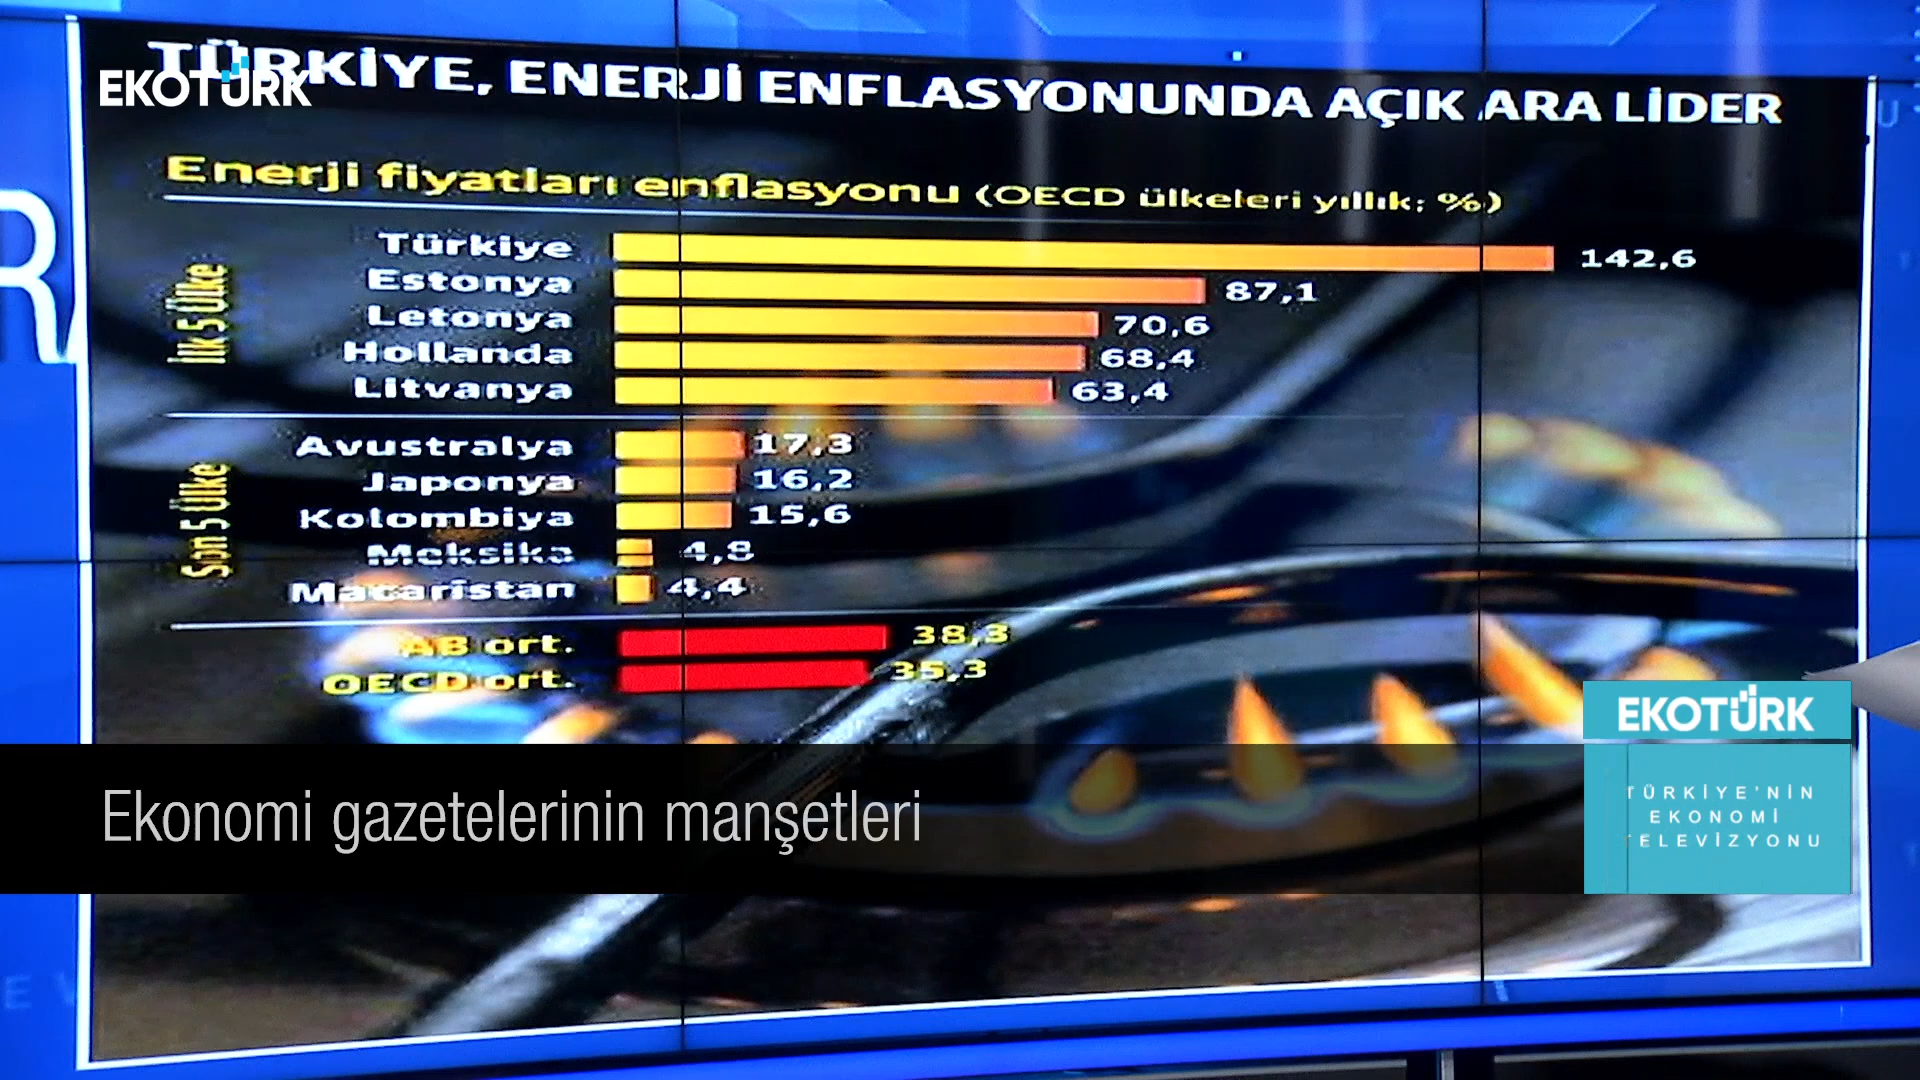 TÜRKİYE, ENERJİ ENFLASYONUNDA AÇIK ARA LİDER
EKOTÜRK
Enerji fiyatları enflasyonu (OECD ülkeleri yıllık; %)
İlk 5 Ülke
Türkiye 142,6
Estonya 87,1
Letonya 70,6
Hollanda 68,4
Litvanya 63,4
Son 5 Ülke
Avustralya 17,3
Japonya 16,2
Kolombiya 15,6
Meksika 4,8
Macaristan 4,4
AB ort. 38,3
OECD ort. 35,3
EKOTÜRK
Ekonomi gazetelerinin manşetleri
TÜRKİYE'NİN
EKONOMİ
TELEVİZYONU